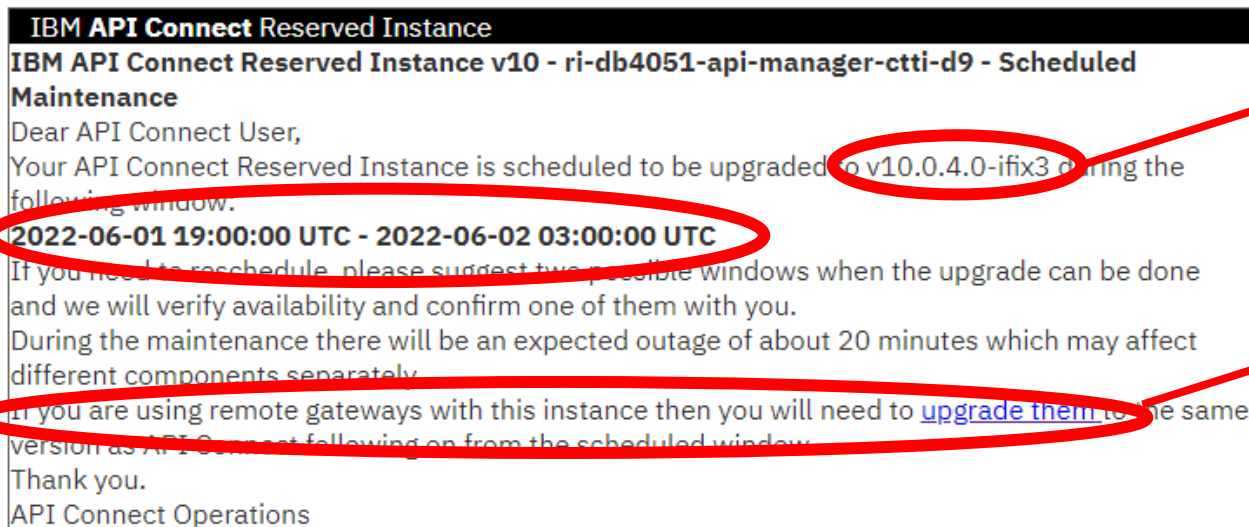 IBM API Connect Reserved Instance
IBM API Connect Reserved Instance v10 - ri-db4051-api-manager-ctti-d9 - Scheduled
Maintenance
Dear API Connect User,
Your API Connect Reserved Instance is scheduled to be upgraded to v10.0.4.0-ifix3 during the
following window:
2022-06-01 19:00:00 UTC - 2022-06-02 03:00:00 UTC
If you need to reschedule, please suggest two possible windows when the upgrade can be done
and we will verify availability and confirm one of them with you.
During the maintenance there will be an expected outage of about 20 minutes which may affect
different components separately
If you are using remote gateways with this instance then you will need to upgrade them to the same
version as API Connect following on from the scheduled window
Thank you.
API Connect Operations